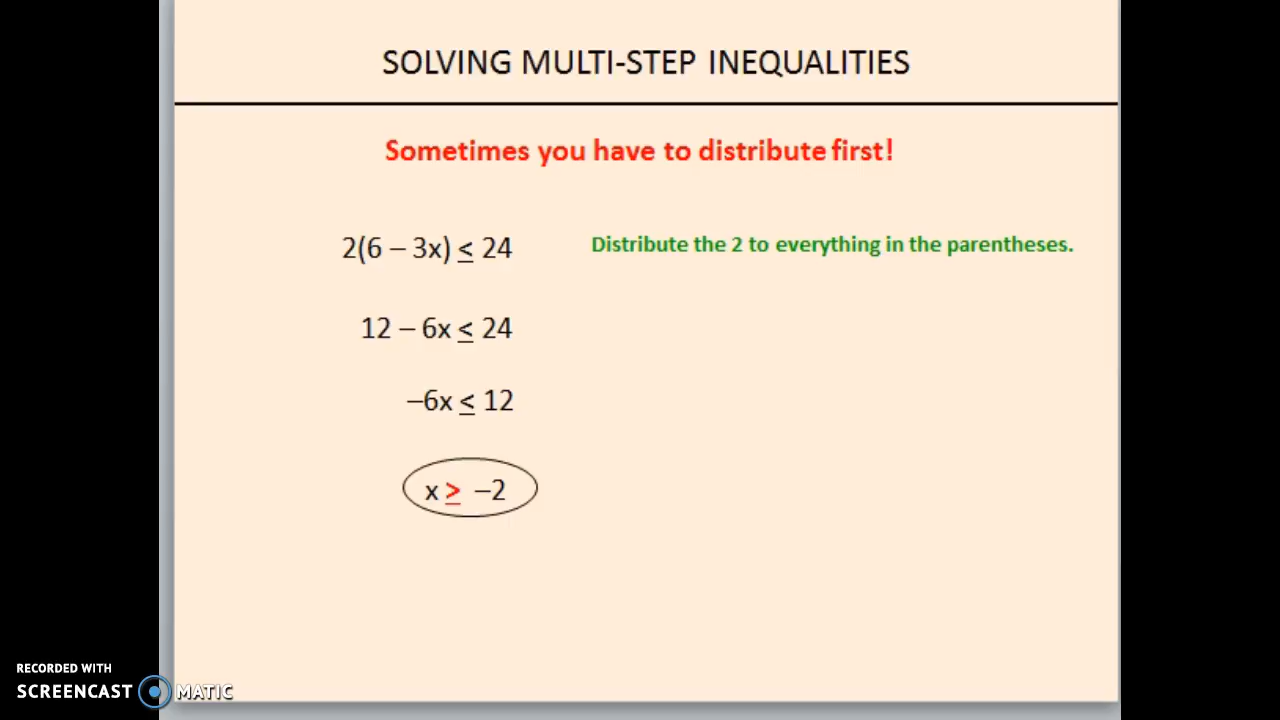 SOLVING MULTI-STEP INEQUALITIES
Sometimes you have to distribute first!
2(6 – 3x) ≤ 24 Distribute the 2 to everything in the parentheses.
12 – 6x ≤ 24
–6x ≤ 12
x ≥ –2
RECORDED WITH
SCREENCAST MATIC